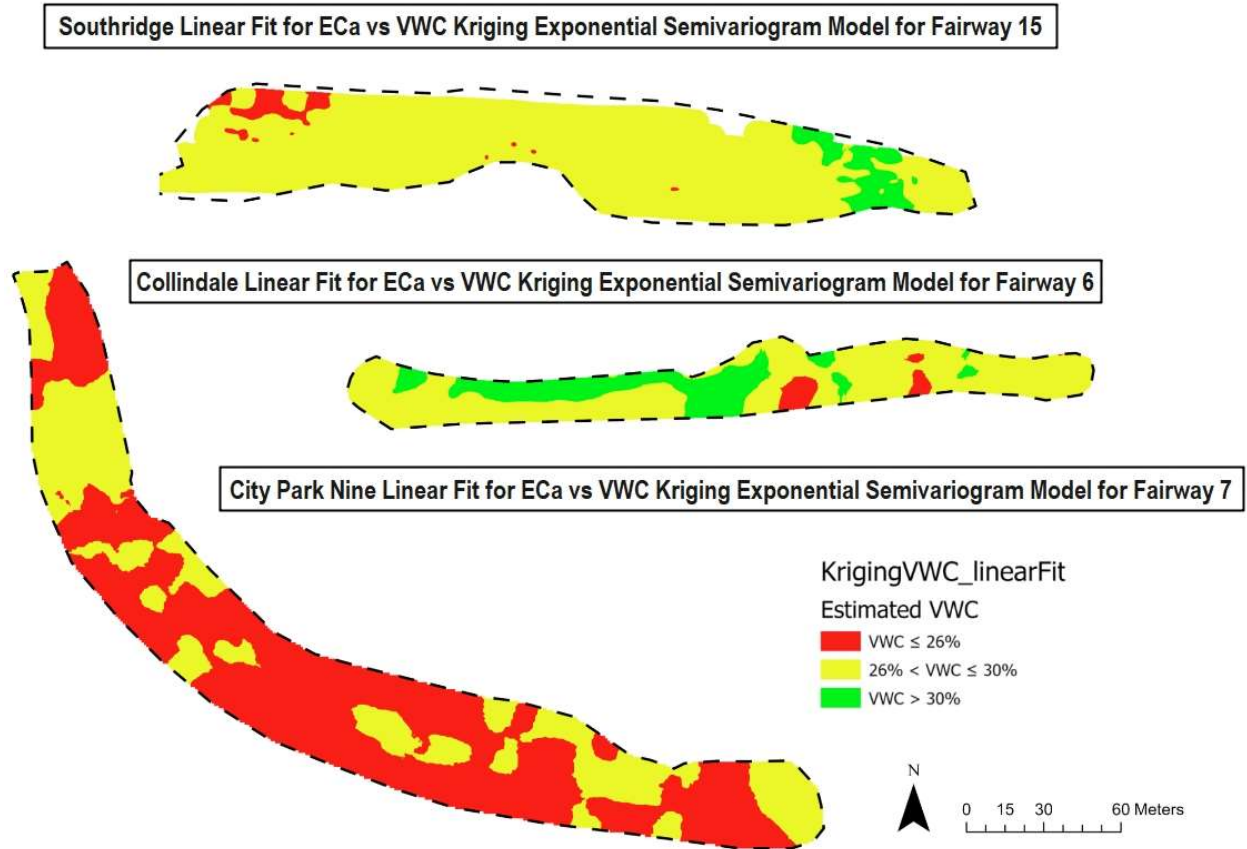 Southridge Linear Fit for ECa vs VWC Kriging Exponential Semivariogram Model for Fairway 15
Collindale Linear Fit for ECa vs VWC Kriging Exponential Semivariogram Model for Fairway 6
City Park Nine Linear Fit for ECa vs VWC Kriging Exponential Semivariogram Model for Fairway 7
KrigingVWC_linearFit
Estimated VWC
VWC ≤ 26%
26% < VWC ≤ 30%
VWC > 30%
N
0 15 30 60 Meters